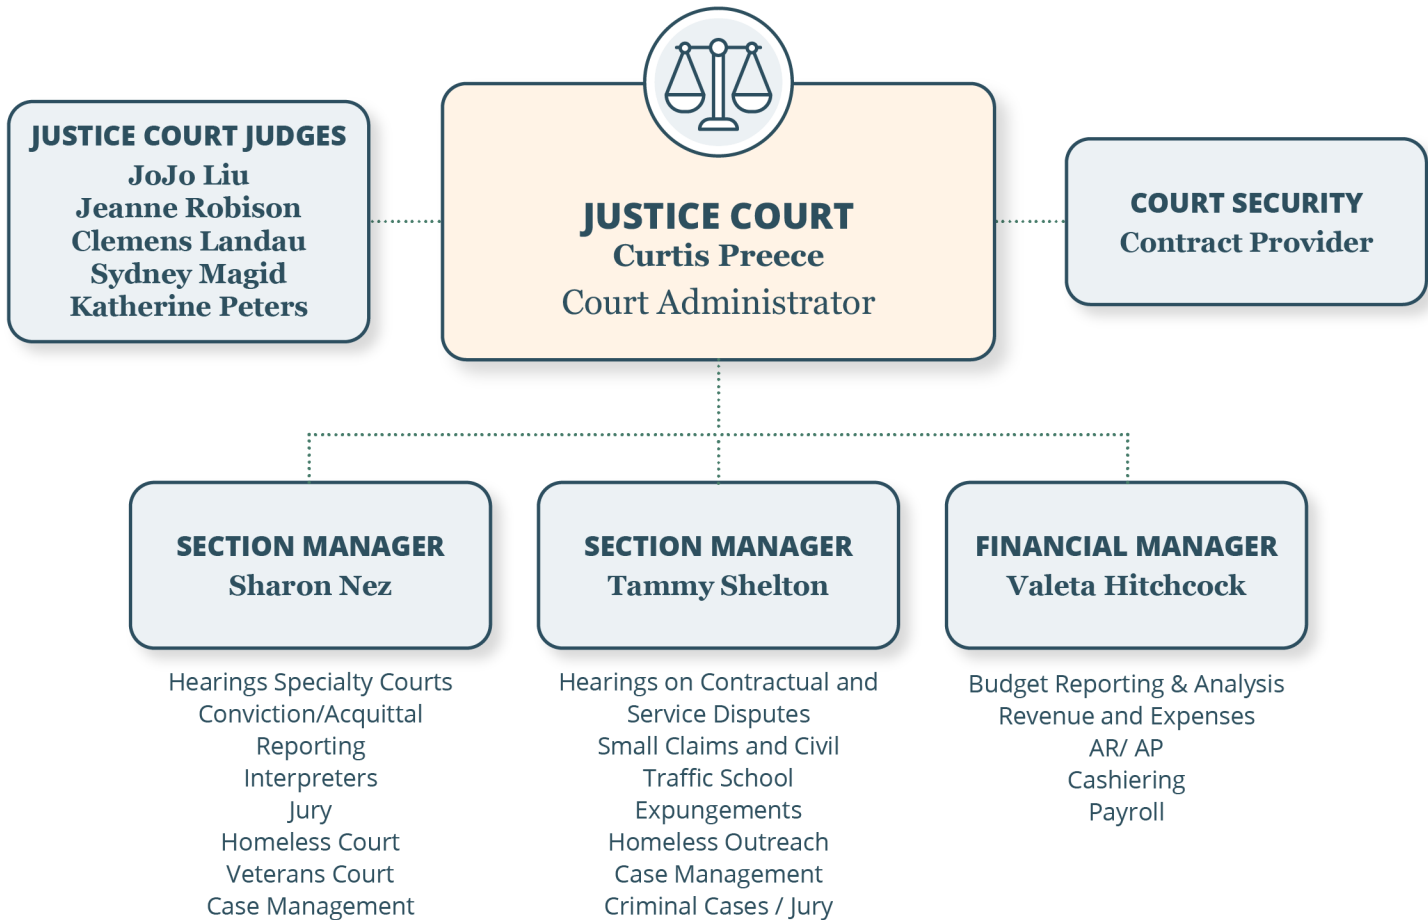 JUSTICE COURT JUDGES
JoJo Liu
Jeanne Robison
Clemens Landau
Sydney Magid
Katherine Peters
JUSTICE COURT
Curtis Preece
Court Administrator
COURT SECURITY
Contract Provider
SECTION MANAGER
Sharon Nez
Hearings Specialty Courts
Conviction/Acquittal
Reporting
Interpreters
Jury
Homeless Court
Veterans Court
Case Management
SECTION MANAGER
Tammy Shelton
Hearings on Contractual and
Service Disputes
Small Claims and Civil
Traffic School
Expungements
Homeless Outreach
Case Management
Criminal Cases / Jury
FINANCIAL MANAGER
Valeta Hitchcock
Budget Reporting & Analysis
Revenue and Expenses
AR/ AP
Cashiering
Payroll